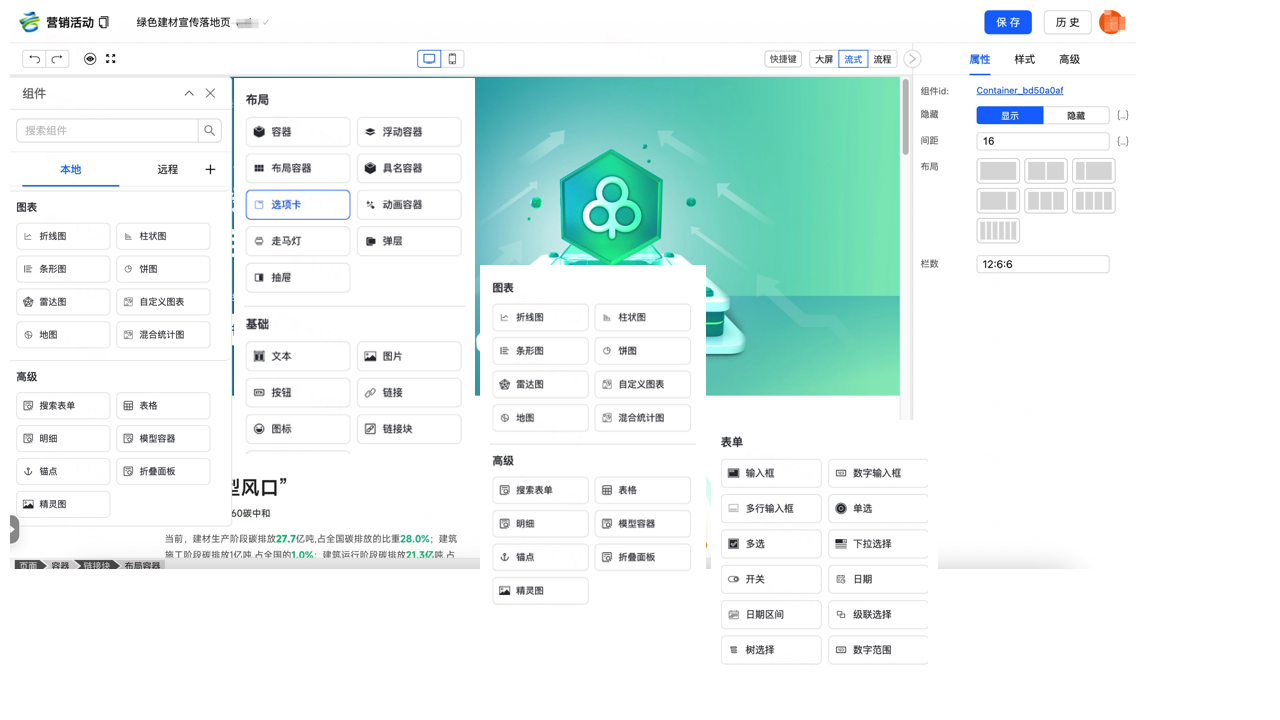 营销活动
绿色建材宣传落地页
保 存
历 史
快捷键
大屏
流式
流程
属性
样式
高级
组件
搜索组件
本地
远程
图表
折线图
柱状图
条形图
饼图
雷达图
自定义图表
地图
混合统计图
高级
搜索表单
表格
明细
模型容器
锚点
折叠面板
精灵图
布局
容器
浮动容器
布局容器
具名容器
选项卡
动画容器
走马灯
弹层
抽屉
基础
文本
图片
按钮
链接
图标
链接块
图表
折线图
柱状图
条形图
饼图
雷达图
自定义图表
地图
混合统计图
高级
搜索表单
表格
明细
模型容器
锚点
折叠面板
精灵图
表单
输入框
数字输入框
多行输入框
单选
多选
下拉选择
开关
日期
日期区间
级联选择
树选择
数字范围
组件id:
Container_bd50a0af
隐藏
显示
隐藏
{...}
间距
16
{...}
布局
栏数
12:6:6
型风口”
60碳中和
当前，建材生产阶段碳排放27.7亿吨,占全国碳排放的比重28.0%；建筑
施工阶段碳排放1亿吨,占全国的1.0%；建筑运行阶段碳排放21.3亿吨,占
页面
容器
链接块
布局容器